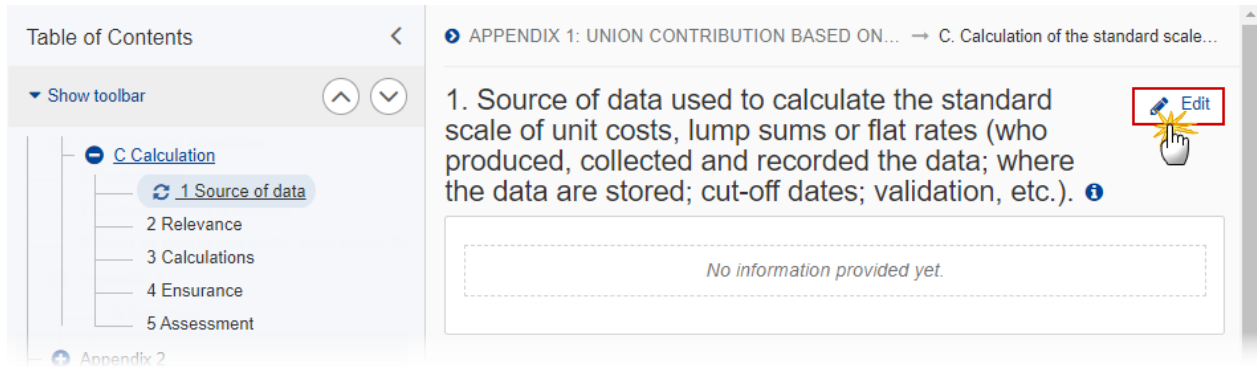 Table of Contents
Show toolbar
C Calculation
1 Source of data
2 Relevance
3 Calculations
4 Ensurance
5 Assessment
Appendix 2
APPENDIX 1: UNION CONTRIBUTION BASED ON... → C. Calculation of the standard scale...
1. Source of data used to calculate the standard
scale of unit costs, lump sums or flat rates (who
produced, collected and recorded the data; where
the data are stored; cut-off dates; validation, etc.).
Edit
No information provided yet.